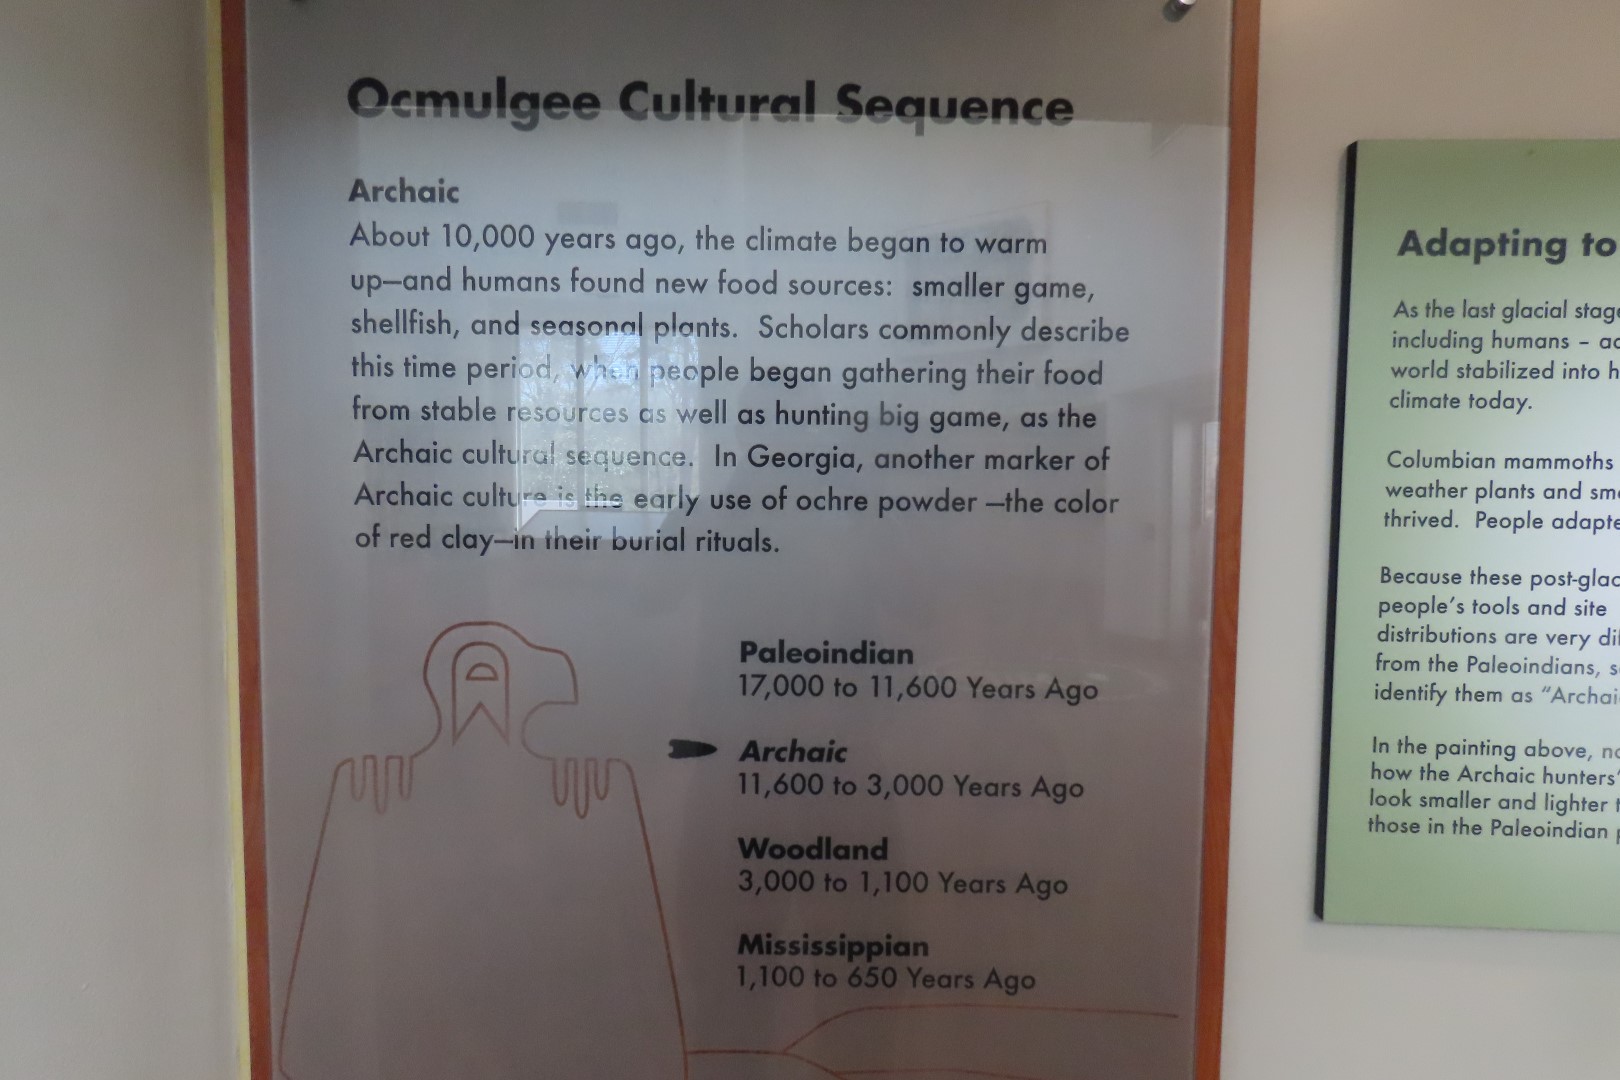 Ocmulgee Cultural Sequence
Archaic
About 10,000 years ago, the climate began to warm
up—and humans found new food sources: smaller game,
shellfish, and seasonal plants. Scholars commonly describe
this time period, when people began gathering their food
from stable resources as well as hunting big game, as the
Archaic cultural sequence. In Georgia, another marker of
Archaic culture is the early use of ochre powder —the color
of red clay—in their burial rituals.
Paleoindian
17,000 to 11,600 Years Ago
Archaic
11,600 to 3,000 Years Ago
Woodland
3,000 to 1,100 Years Ago
Mississippian
1,100 to 650 Years Ago
Adapting to
As the last glacial
including humans –
world stabilized into
climate today.
Columbian mammoths
weather plants and
thrived. People
Because these
people's tools and site
distributions are very
from the Paleoindians,
identify them as
In the painting above,
how the Archaic hunters'
look smaller and lighter
those in the Paleoindian